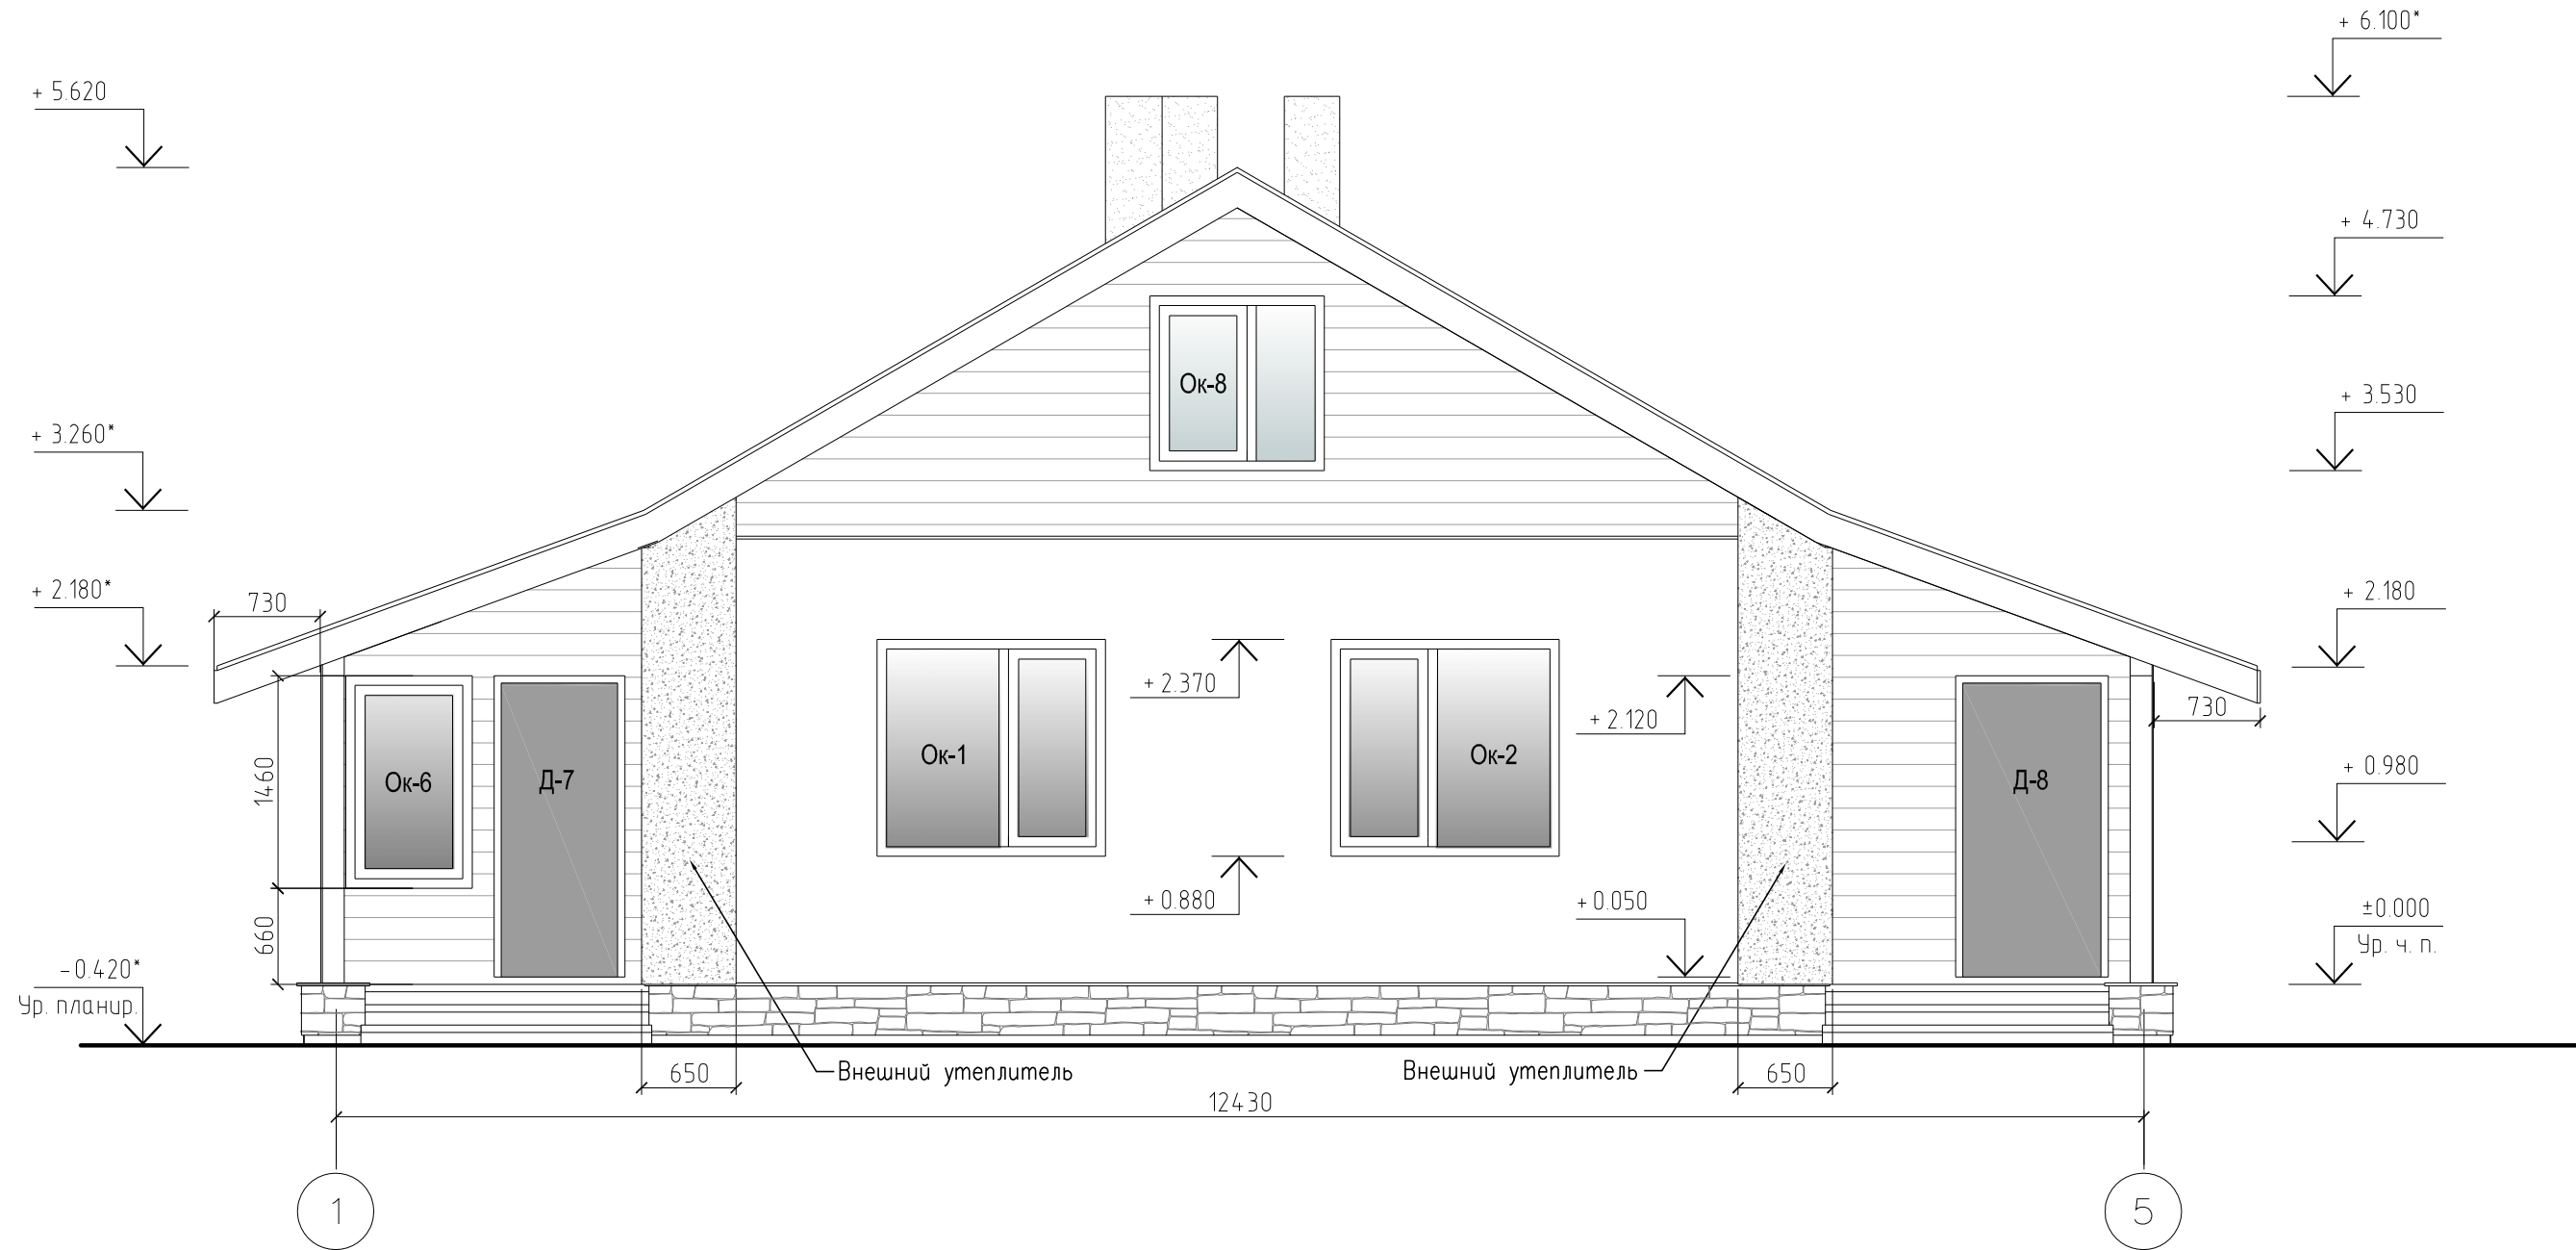 + 6.100*
+ 5.620
+ 4.730
Ок-8
+ 3.530
+ 3.260*
+ 2.180*
730
+ 2.180
+ 2.370
730
+ 2.120
Ок-1
Ок-2
+ 0.980
1460
Ок-6
Д-7
Д-8
+ 0.880
+ 0.050
±0.000
Ур. ч. п.
660
-0.420*
Ур. планир.
650
Внешний утеплитель
Внешний утеплитель
650
12430
1
5